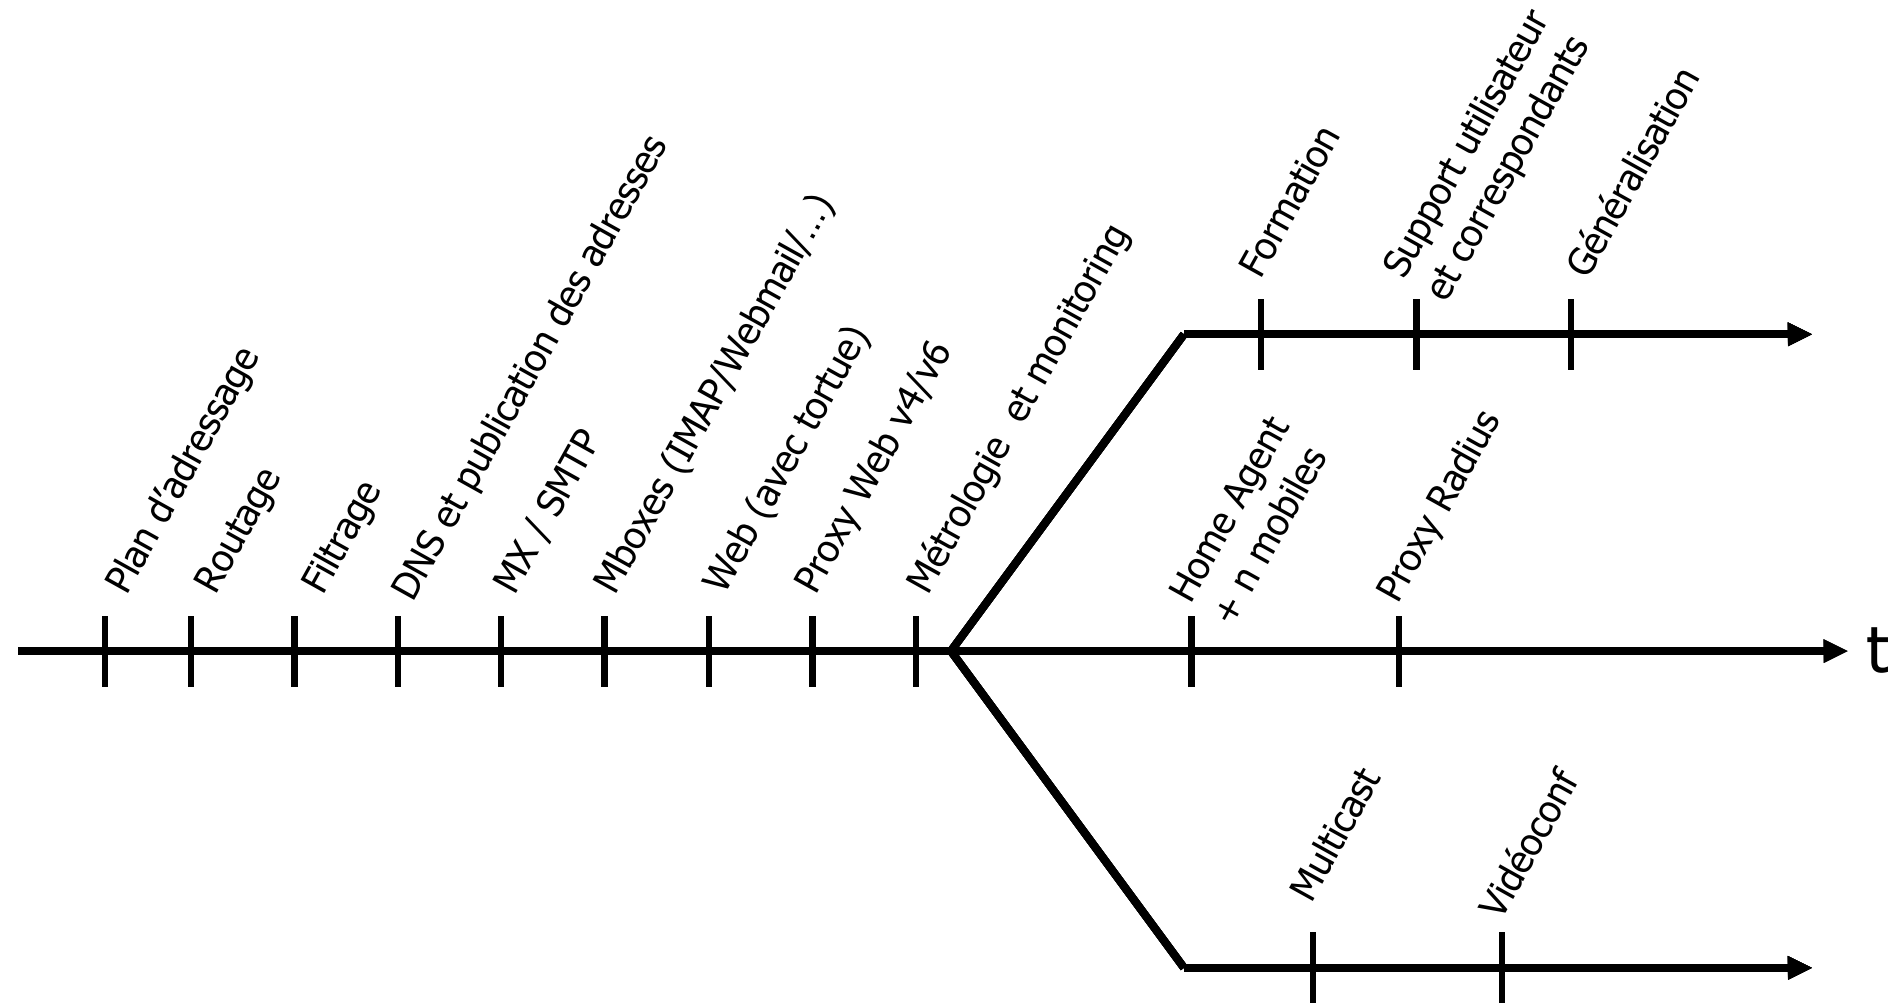 Plan d’adressage
Routage
Filtrage
DNS et publication des adresses
MX / SMTP
Mboxes (IMAP/Webmail/...)
Web (avec tortue)
Proxy Web v4/v6
Métrologie et monitoring
Formation
Support utilisateur
et correspondants
Généralisation
Home Agent
+ n mobiles
Proxy Radius
t
Multicast
Vidéoconf